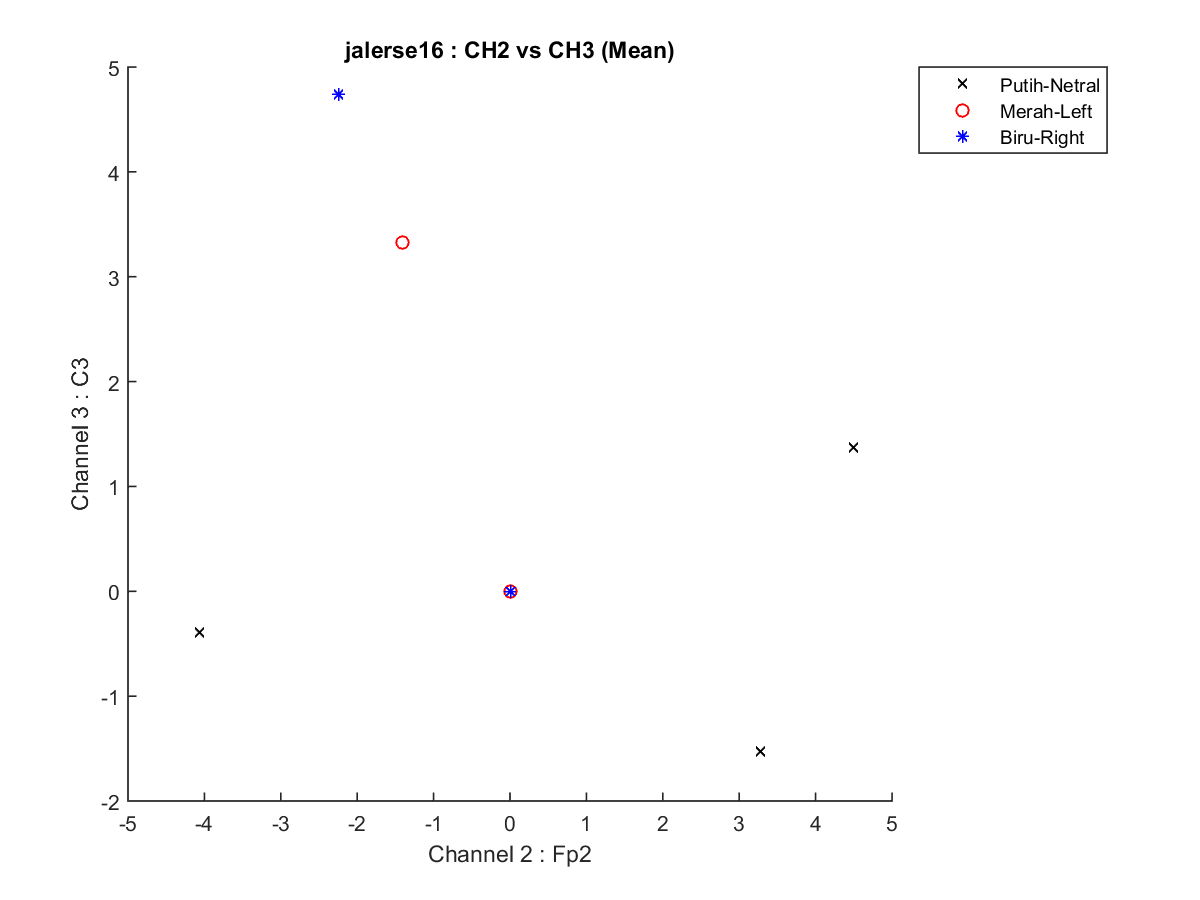 jalerse16 : CH2 vs CH3 (Mean)
Putih-Netral
Merah-Left
Biru-Right
5
4
3
2
1
0
-1
-2
Channel 3 : C3
-5 -4 -3 -2 -1 0 1 2 3 4 5
Channel 2 : Fp2